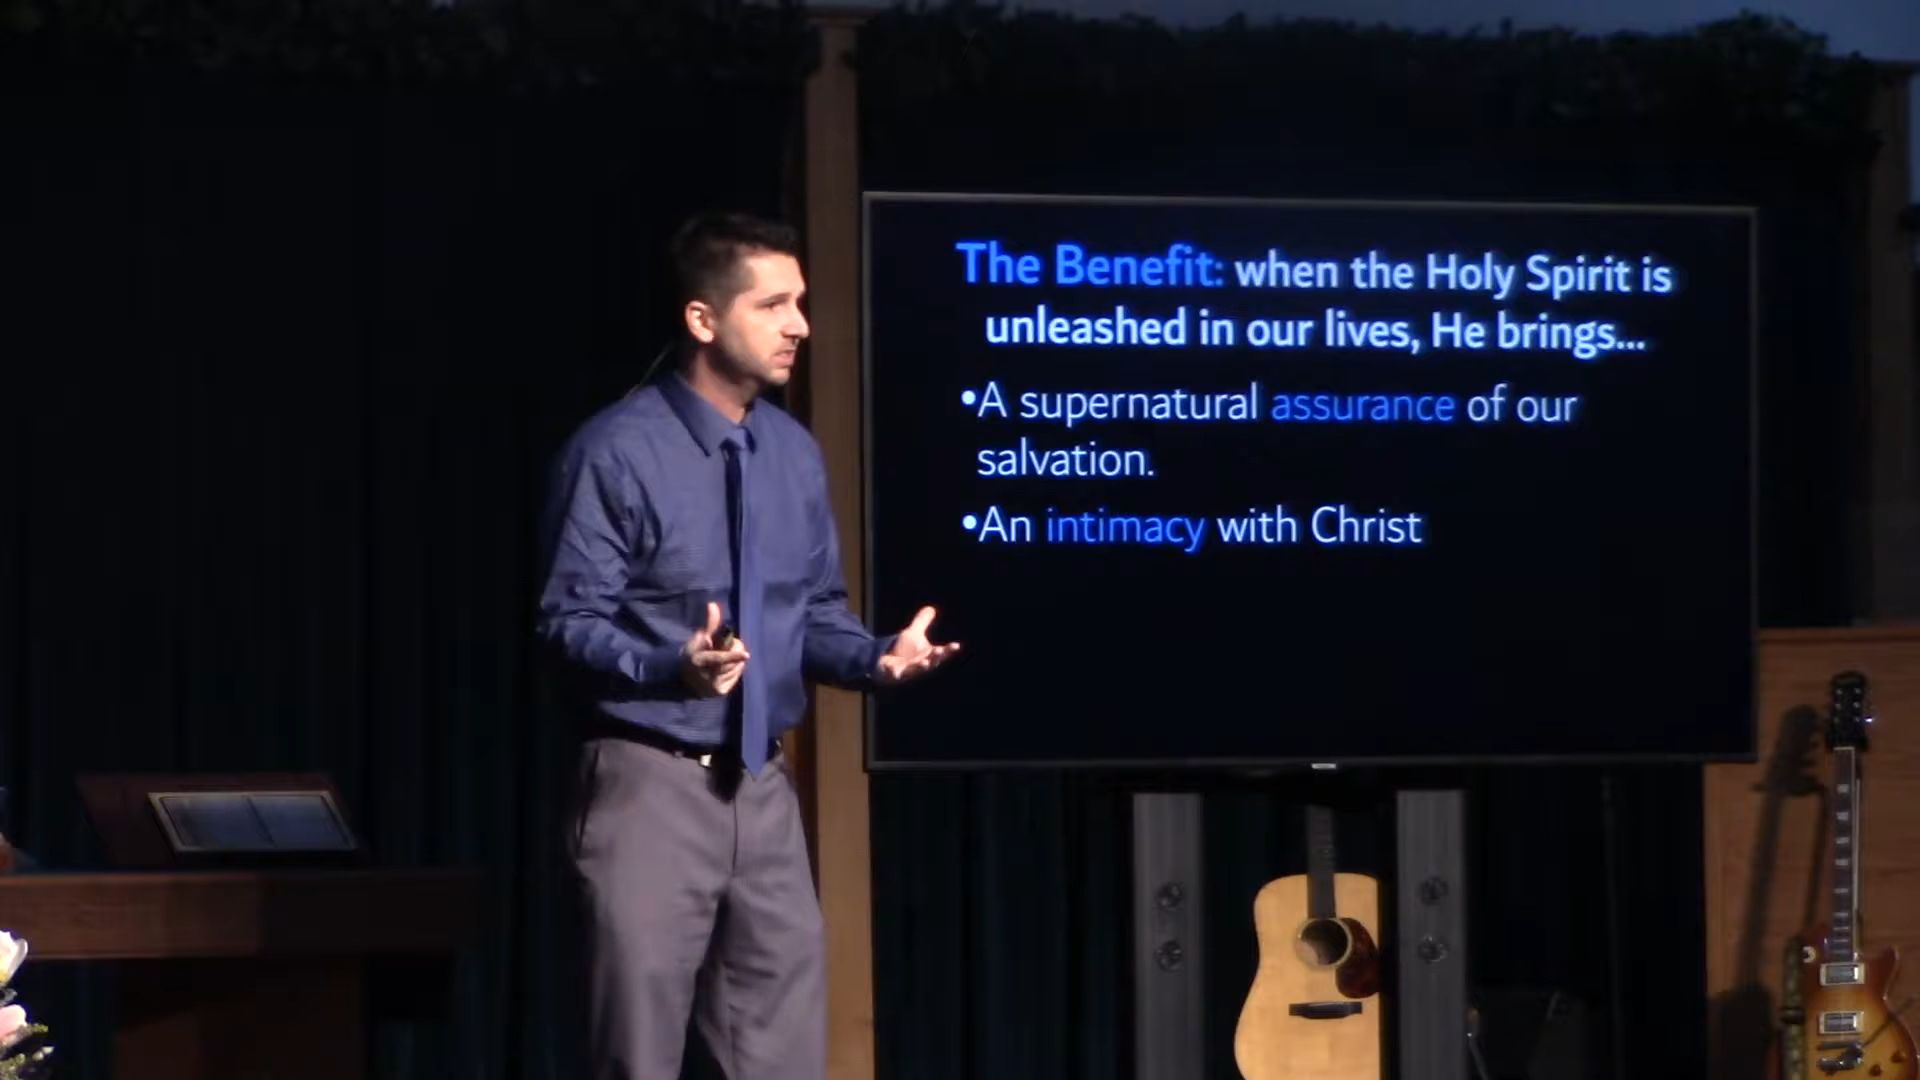 The Benefit: when the Holy Spirit is
unleashed in our lives, He brings...
•A supernatural assurance of our
salvation.
•An intimacy with Christ